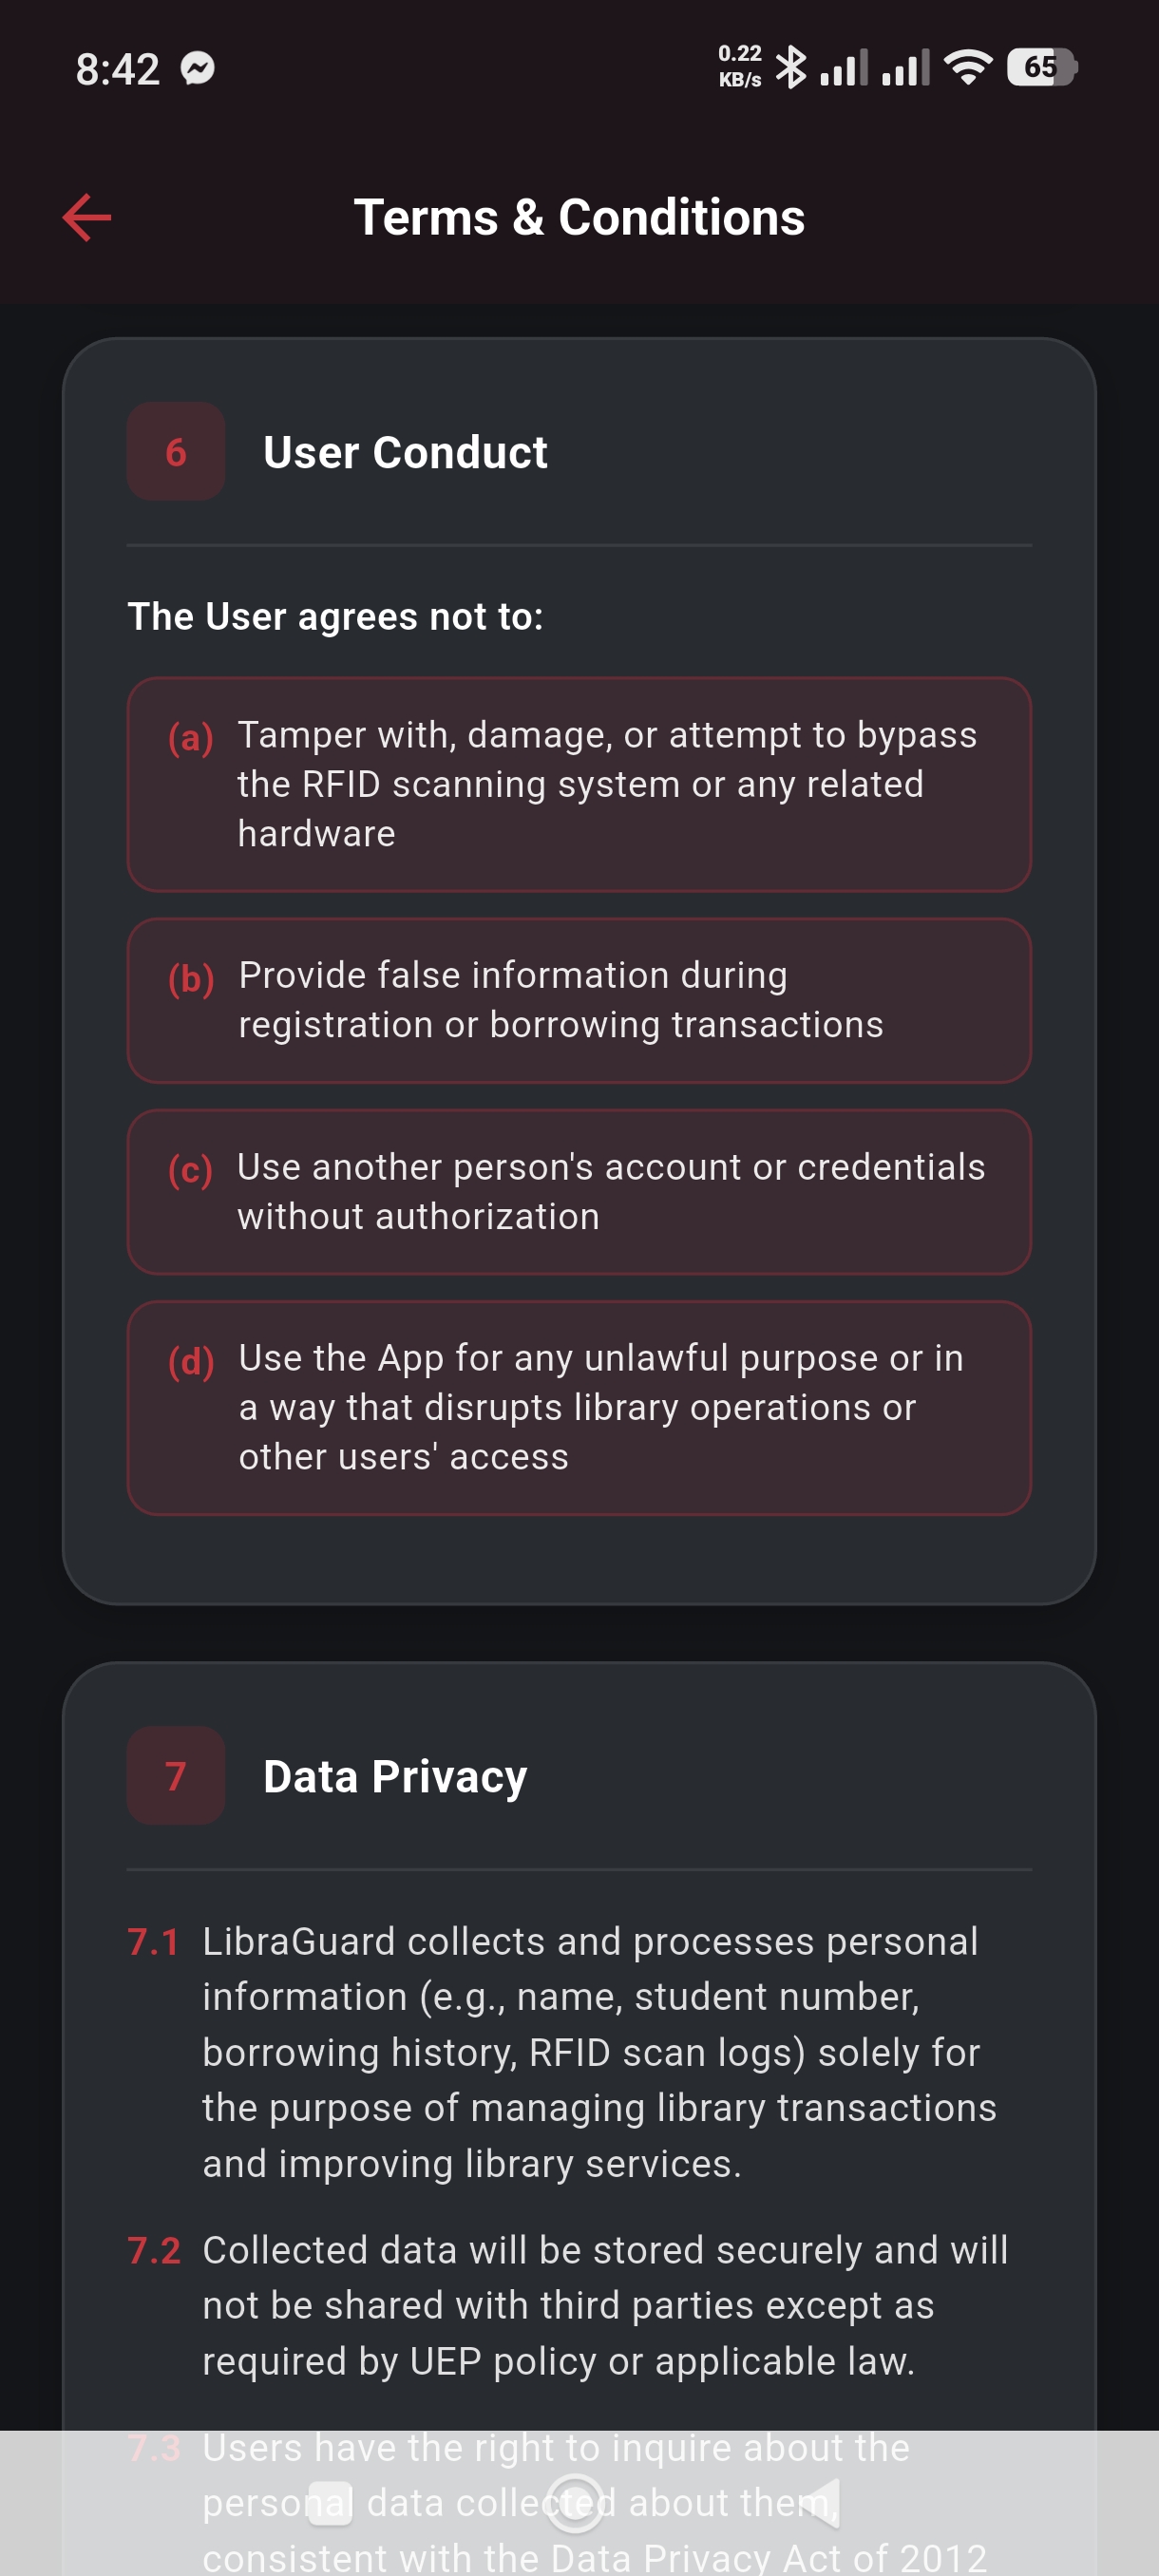 8:42
0.22
KB/s
65
Terms & Conditions
6
User Conduct
The User agrees not to:
(a) Tamper with, damage, or attempt to bypass
the RFID scanning system or any related
hardware
(b) Provide false information during
registration or borrowing transactions
(c) Use another person's account or credentials
without authorization
(d) Use the App for any unlawful purpose or in
a way that disrupts library operations or
other users' access
7
Data Privacy
7.1 LibraGuard collects and processes personal
information (e.g., name, student number,
borrowing history, RFID scan logs) solely for
the purpose of managing library transactions
and improving library services.
7.2 Collected data will be stored securely and will
not be shared with third parties except as
required by UEP policy or applicable law.
7.3 Users have the right to inquire about the
personal data collected about them,
consistent with the Data Privacy Act of 2012